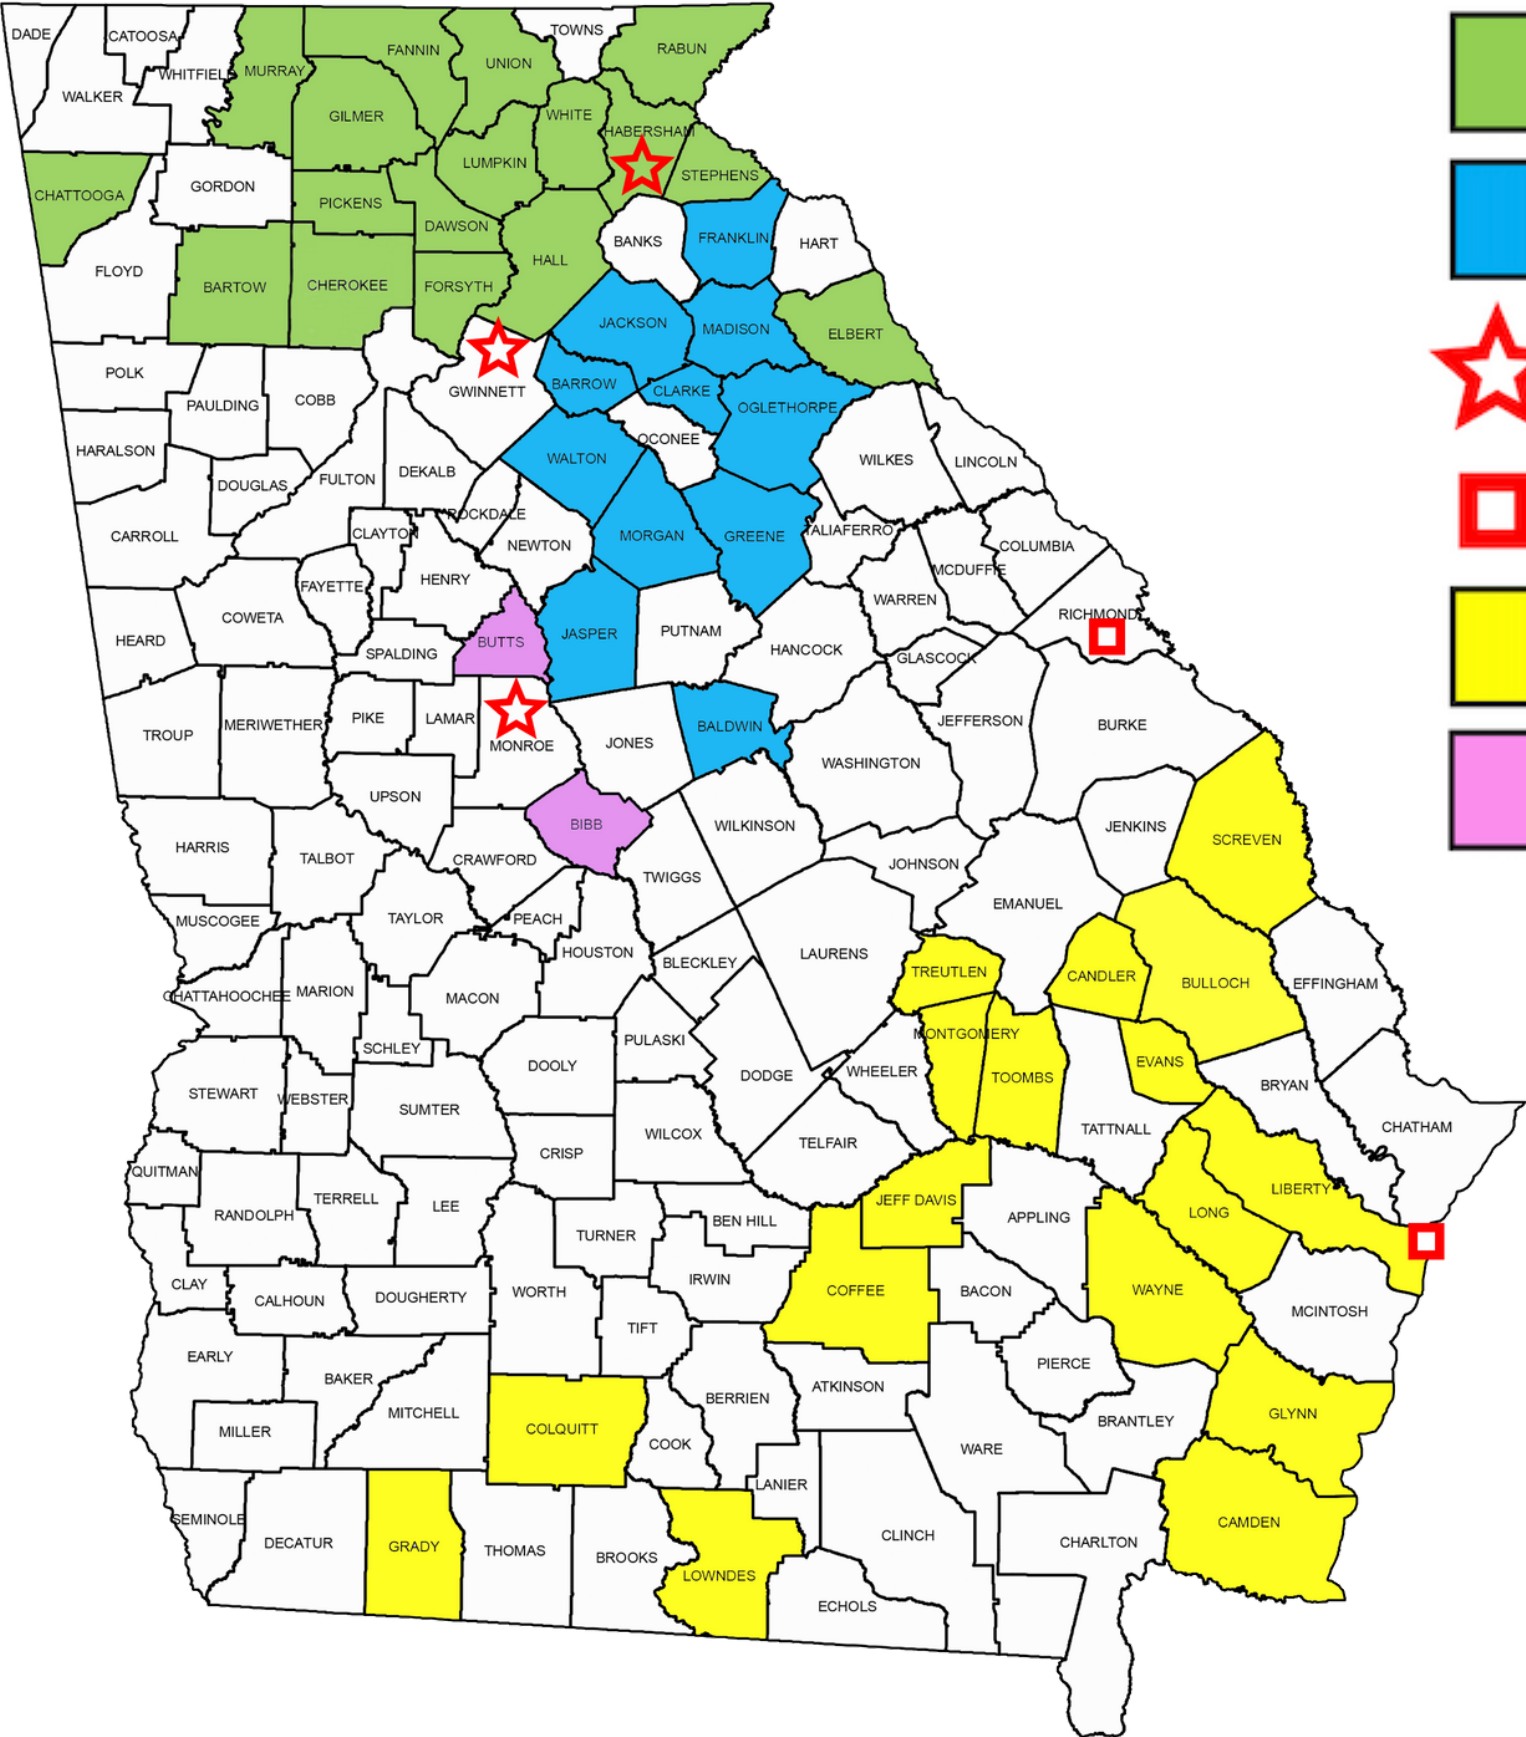 DADE
CATOOSA
WHITFIELD
WALKER
MURRAY
FANNIN
GILMER
UNION
TOWNS
RABUN
WHITE
HABERSHAM
LUMPKIN
STEPHENS
CHATTOOGA
GORDON
PICKENS
DAWSON
FLOYD
BARTOW
CHEROKEE
FORSYTH
HALL
BANKS
FRANKLIN
HART
JACKSON
MADISON
ELBERT
POLK
PAULDING
COBB
GWINNETT
BARROW
CLARKE
OGLETHORPE
HARALSON
DOUGLAS
FULTON
DEKALB
WALTON
OCONEE
WILKES
LINCOLN
CARROLL
CLAYTON
ROCKDALE
NEWTON
MORGAN
GREENE
TALIAFERRO
COLUMBIA
MCDUFFIE
FAYETTE
HENRY
WARREN
RICHMOND
HEARD
COWETA
SPALDING
BUTTS
JASPER
PUTNAM
HANCOCK
GLASCOCK
TROUP
MERIWETHER
PIKE
LAMAR
MONROE
JONES
BALDWIN
JEFFERSON
BURKE
WASHINGTON
UPSON
BIBB
WILKINSON
JENKINS
SCREVEN
HARRIS
TALBOT
CRAWFORD
TWIGGS
JOHNSON
EMANUEL
MUSCOGEE
TAYLOR
PEACH
HOUSTON
BLECKLEY
LAURENS
TREUTLEN
CANDLER
BULLOCH
EFFINGHAM
CHATTAHOOCHEE
MARION
MACON
SCHLEY
DOOLY
PULASKI
DODGE
WHEELER
MONTGOMERY
TOOMBS
EVANS
BRYAN
STEWART
WEBSTER
SUMTER
CRISP
WILCOX
TELFAIR
TATTNALL
CHATHAM
QUITMAN
RANDOLPH
TERRELL
LEE
TURNER
BEN HILL
JEFF DAVIS
APPLING
LONG
LIBERTY
CLAY
CALHOUN
DOUGHERTY
WORTH
IRWIN
COFFEE
BACON
WAYNE
MCINTOSH
EARLY
BAKER
TIFT
PIERCE
MILLER
MITCHELL
COLQUITT
COOK
BERRIEN
ATKINSON
WARE
BRANTLEY
GLYNN
LANIER
SEMINOLE
DECATUR
GRADY
THOMAS
BROOKS
LOWNDES
CLINCH
ECHOLS
CHARLTON
CAMDEN